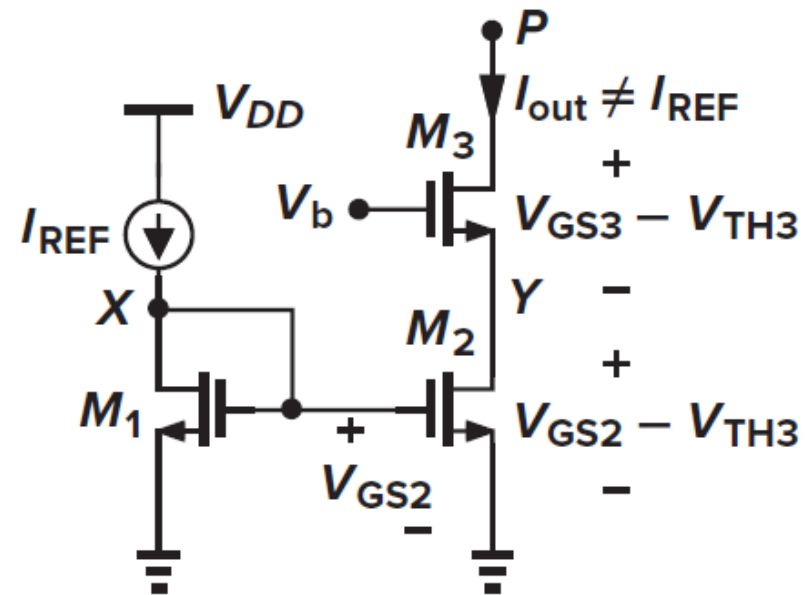 P
V_DD
I_out ≠ I_REF
M_3
+
V_b
V_GS3 − V_TH3
I_REF
−
X
Y
M_2
+
M_1
V_GS2 − V_TH3
+
V_GS2
−
−